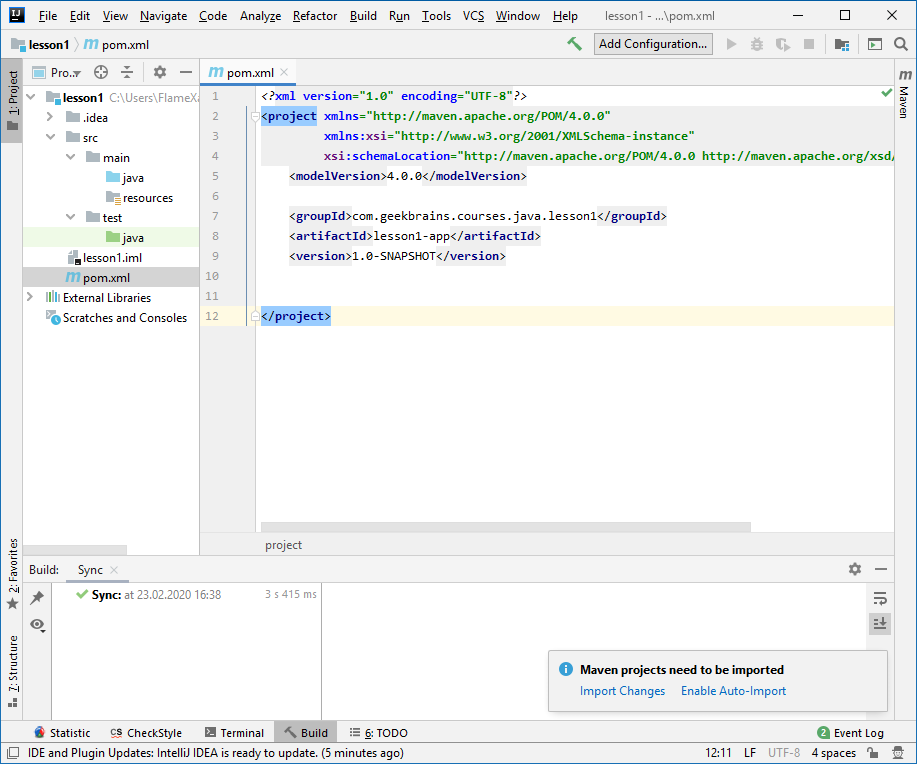 File Edit View Navigate Code Analyze Refactor Build Run Tools VCS Window Help lesson1 - ...\pom.xml
lesson1 pom.xml Add Configuration...
1: Project
Pro..
lesson1 C:\Users\FlameXa
.idea
src
main
java
resources
test
java
lesson1.iml
pom.xml
External Libraries
Scratches and Consoles
pom.xml
1 <?xml version="1.0" encoding="UTF-8"?>
2 <project xmlns="http://maven.apache.org/POM/4.0.0"
3 xmlns:xsi="http://www.w3.org/2001/XMLSchema-instance"
4 xsi:schemaLocation="http://maven.apache.org/POM/4.0.0 http://maven.apache.org/xsd/
5 <modelVersion>4.0.0</modelVersion>
6
7 <groupId>com.geekbrains.courses.java.lesson1</groupId>
8 <artifactId>lesson1-app</artifactId>
9 <version>1.0-SNAPSHOT</version>
10
11
12 </project>
project
Maven
2: Favorites
7: Structure
Build: Sync
Sync: at 23.02.2020 16:38 3 s 415 ms
Maven projects need to be imported
Import Changes Enable Auto-Import
Statistic CheckStyle Terminal Build 6: TODO 2 Event Log
IDE and Plugin Updates: IntelliJ IDEA is ready to update. (5 minutes ago) 12:11 LF UTF-8 4 spaces